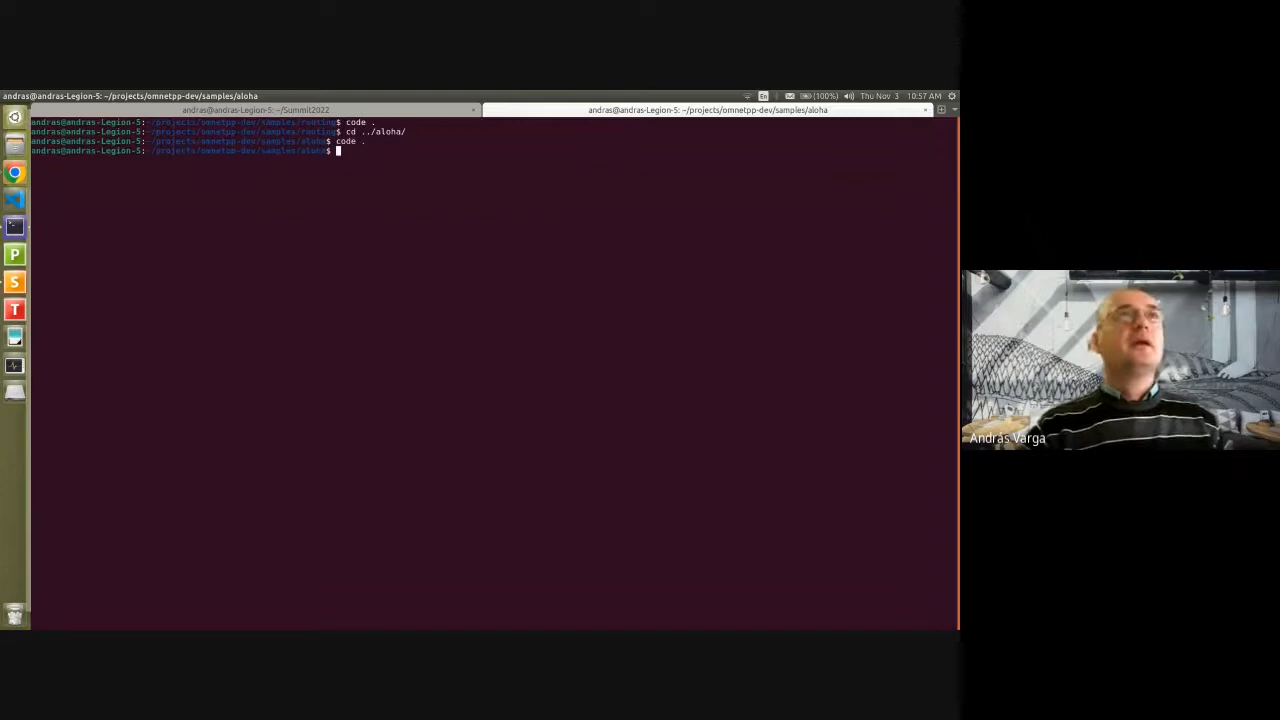 andras@andras-Legion-5: ~/projects/omnetpp-dev/samples/aloha
En
(100%)
Thu Nov 3 10:57 AM
andras@andras-Legion-5: ~/Summit2022
andras@andras-Legion-5: ~/projects/omnetpp-dev/samples/aloha
andras@andras-Legion-5:~/projects/omnetpp-dev/samples/routing$ code .
andras@andras-Legion-5:~/projects/omnetpp-dev/samples/routing$ cd ../aloha/
andras@andras-Legion-5:~/projects/omnetpp-dev/samples/aloha$ code .
andras@andras-Legion-5:~/projects/omnetpp-dev/samples/aloha$
P
S
T
András Varga